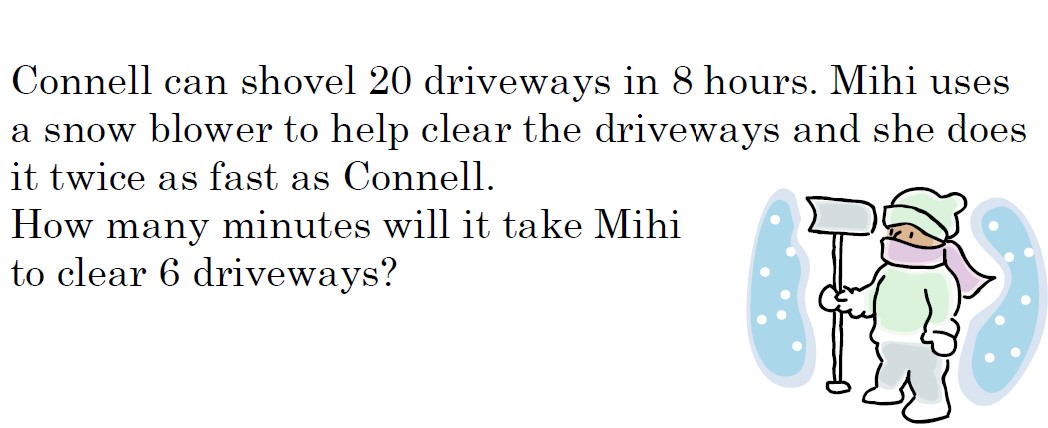 Connell can shovel 20 driveways in 8 hours. Mihi uses
a snow blower to help clear the driveways and she does
it twice as fast as Connell.
How many minutes will it take Mihi
to clear 6 driveways?